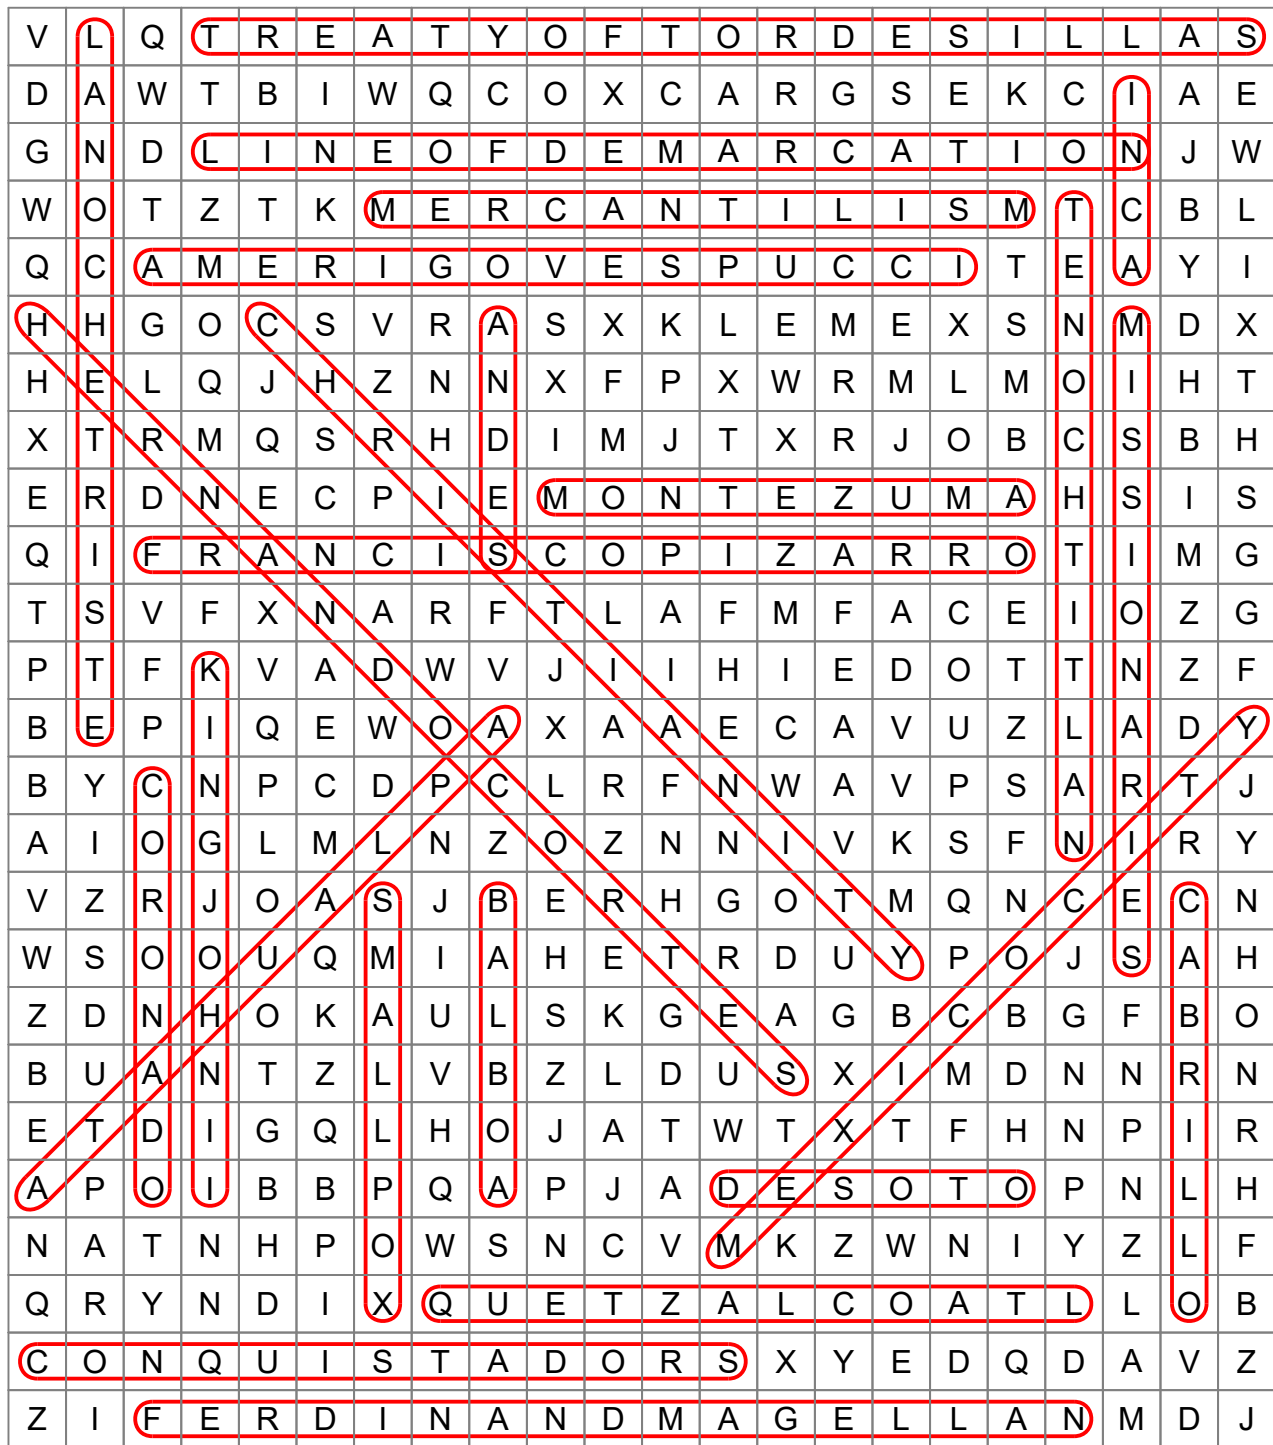 V L Q T R E A T Y O F T O R D E S I L L A S
D A W T B I W Q C O X C A R G S E K C I A E
G N D L I N E O F D E M A R C A T I O N J W
W O T Z T K M E R C A N T I L I S M T C B L
Q C A M E R I G O V E S P U C C I T E A Y I
H H G O C S V R A S X K L E M E X S N M D X
H E L Q J H Z N N X F P X W R M L M O I H T
X T R M Q S R H D I M J T X R J O B C S B H
E R D N E C P I E M O N T E Z U M A H S I S
Q I F R A N C I S C O P I Z A R R O T I M G
T S V F X N A R F T L A F M F A C E I O Z G
P T F K V A D W V J I I H I E D O T T N Z F
B E P I Q E W O A X A A E C A V U Z L A D Y
B Y C N P C D P C L R F N W A V P S A R T J
A I O G L M L N Z O Z N N I V K S F N I R Y
V Z R J O A S J B E R H G O T M Q N C E C N
W S O O U Q M I A H E T R D U Y P O J S A H
Z D N H O K A U L S K G E A G B C B G F B O
B U A N T Z L V B Z L D U S X I M D N N R N
E T D I G Q L H O J A T W T X T F H N P I R
A P O I B B P Q A P J A D E S O T O P N L H
N A T N H P O W S N C V M K Z W N I Y Z L F
Q R Y N D I X Q U E T Z A L C O A T L L O B
C O N Q U I S T A D O R S X Y E D Q D A V Z
Z I F E R D I N A N D M A G E L L A N M D J